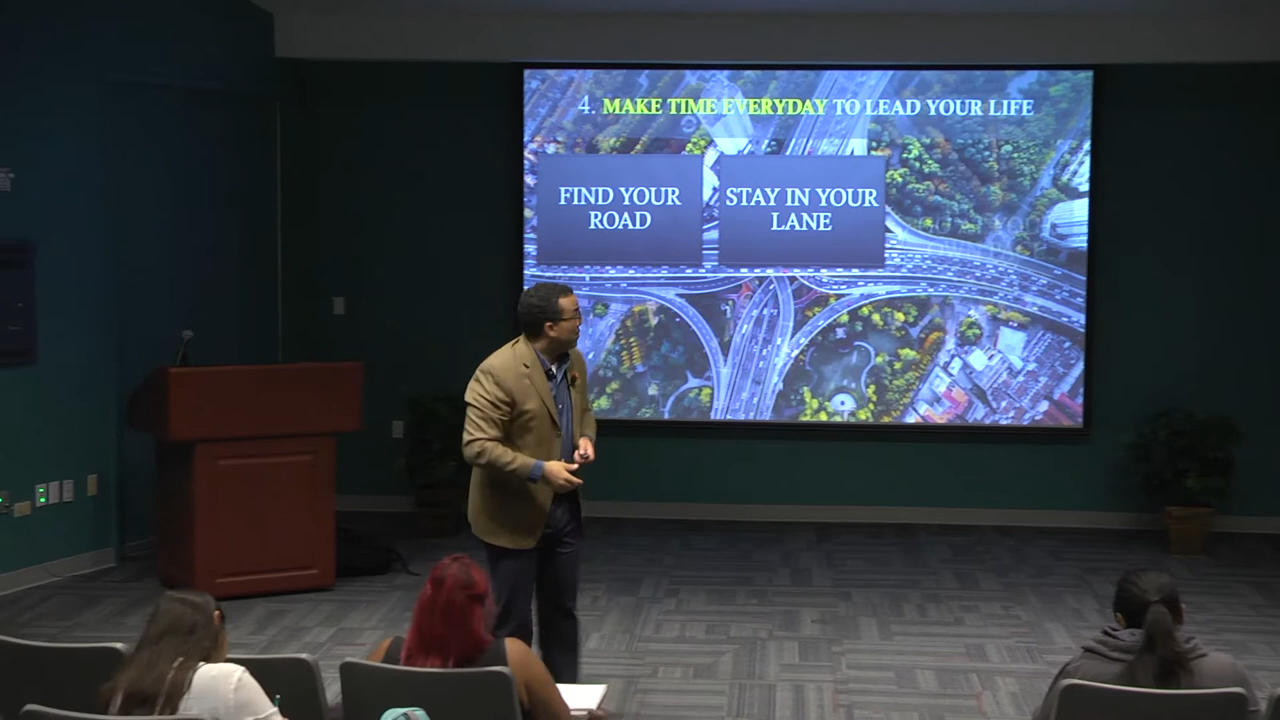 4. MAKE TIME EVERYDAY TO LEAD YOUR LIFE
FIND YOUR
ROAD
STAY IN YOUR
LANE